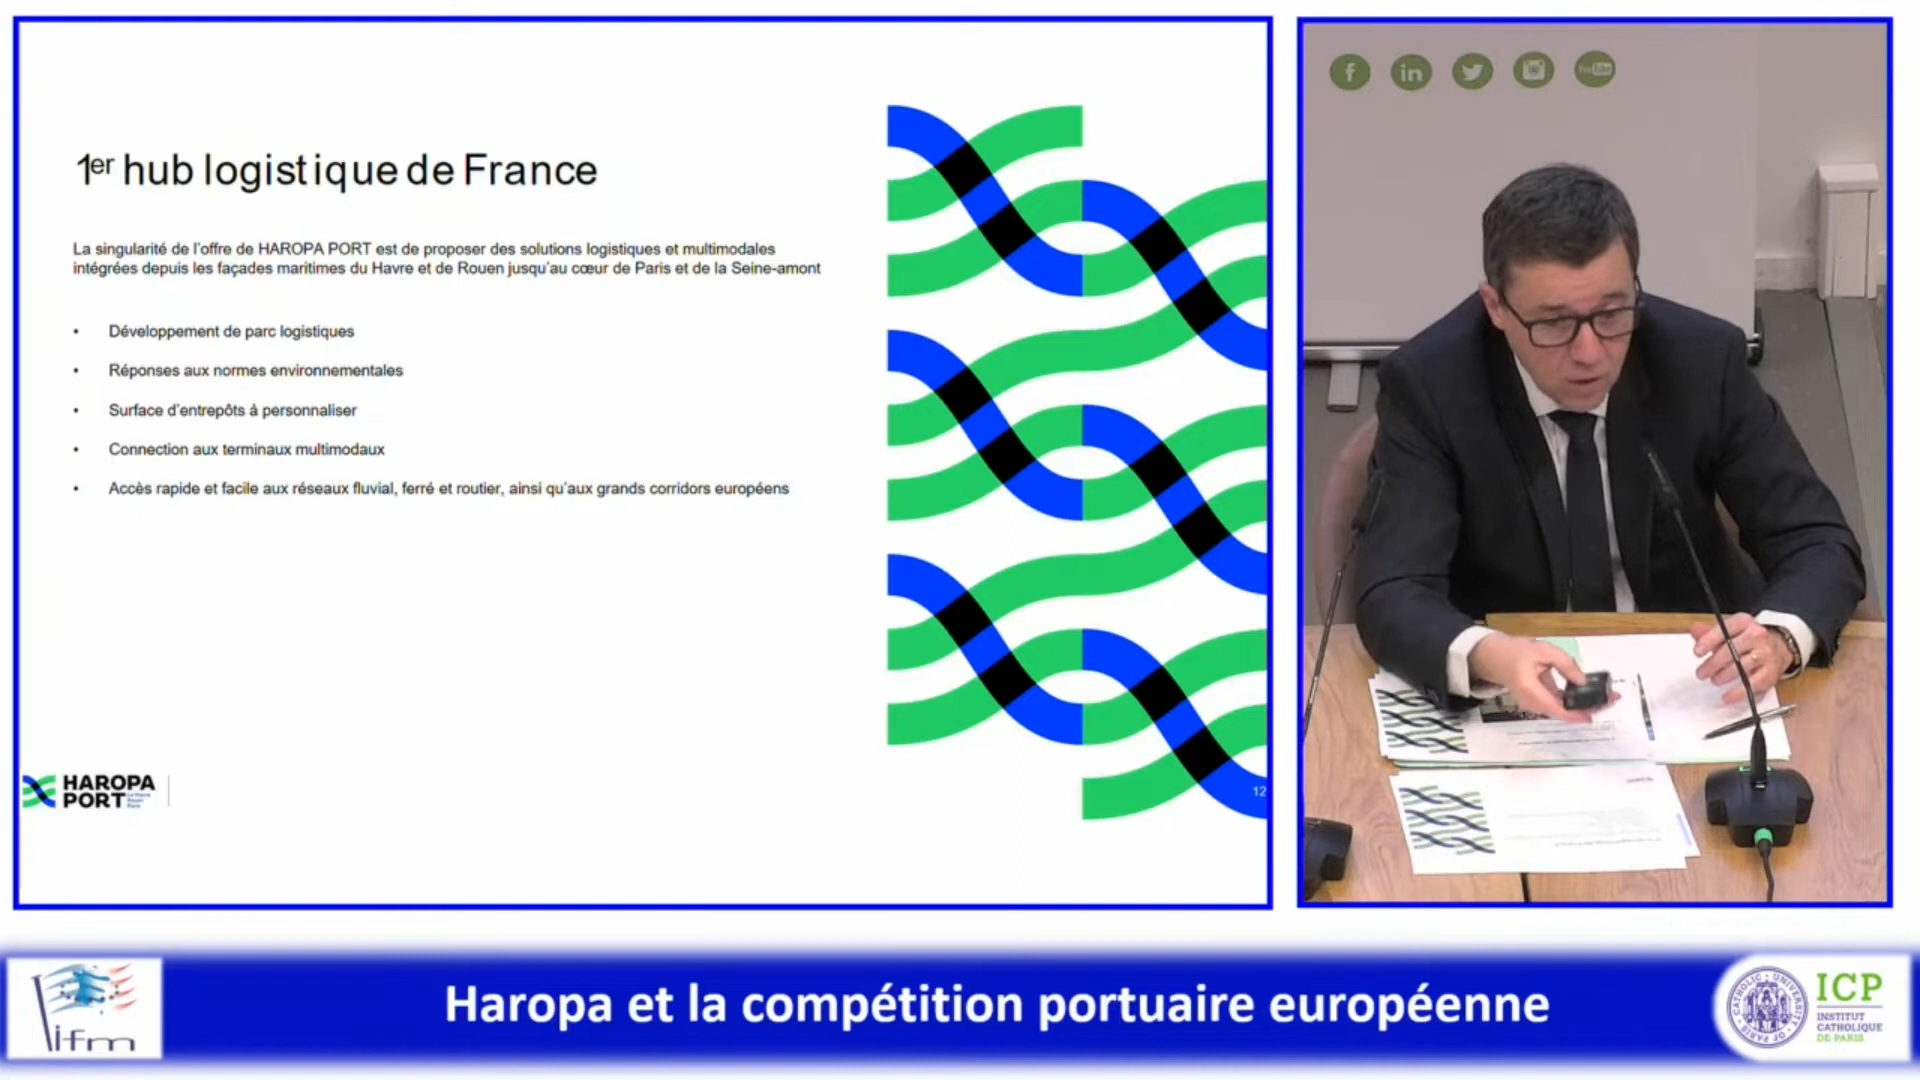 1er hub logistique de France
La singularité de l'offre de HAROPA PORT est de proposer des solutions logistiques et multimodales
intégrées depuis les façades maritimes du Havre et de Rouen jusqu'au cœur de Paris et de la Seine-amont
• Développement de parc logistiques
• Réponses aux normes environnementales
• Surface d'entrepôts à personnaliser
• Connection aux terminaux multimodaux
• Accès rapide et facile aux réseaux fluvial, ferré et routier, ainsi qu'aux grands corridors européens
HAROPA
PORT
12
f
in
ifm
Haropa et la compétition portuaire européenne
ICP
INSTITUT
CATHOLIQUE
DE PARIS